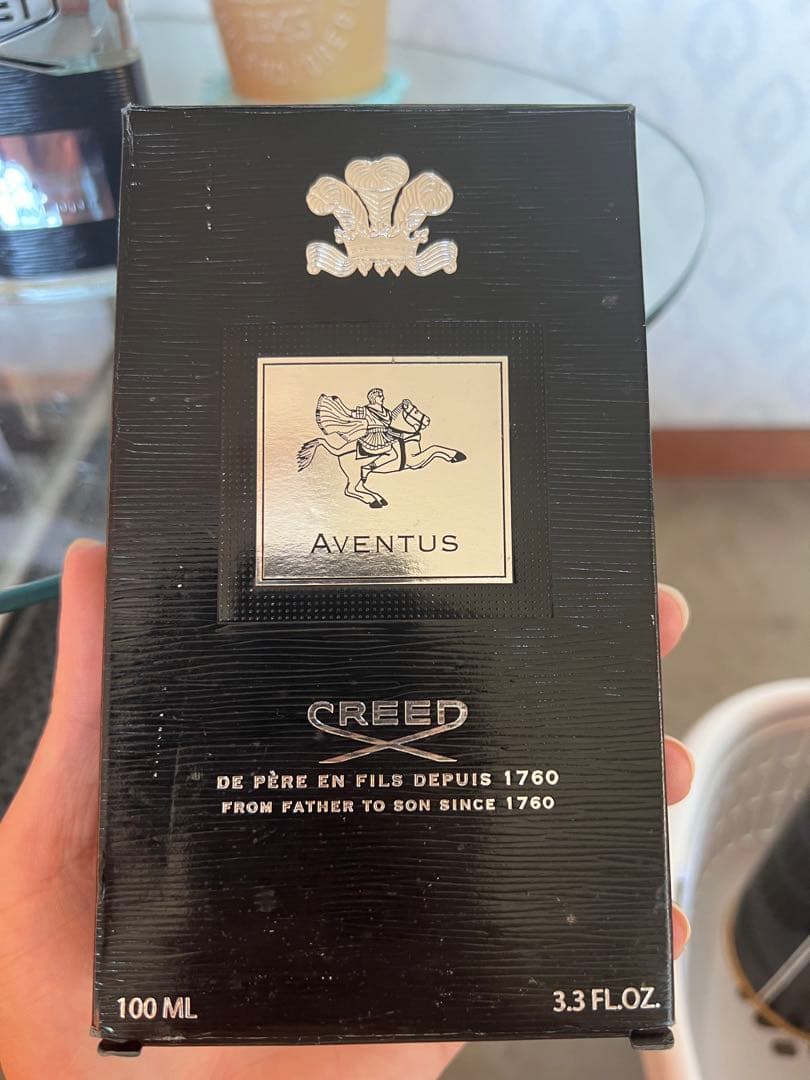 AVENTUS
CREED
DE PÈRE EN FILS DEPUIS 1760
FROM FATHER TO SON SINCE 1760
100 ML
3.3 FL.OZ.